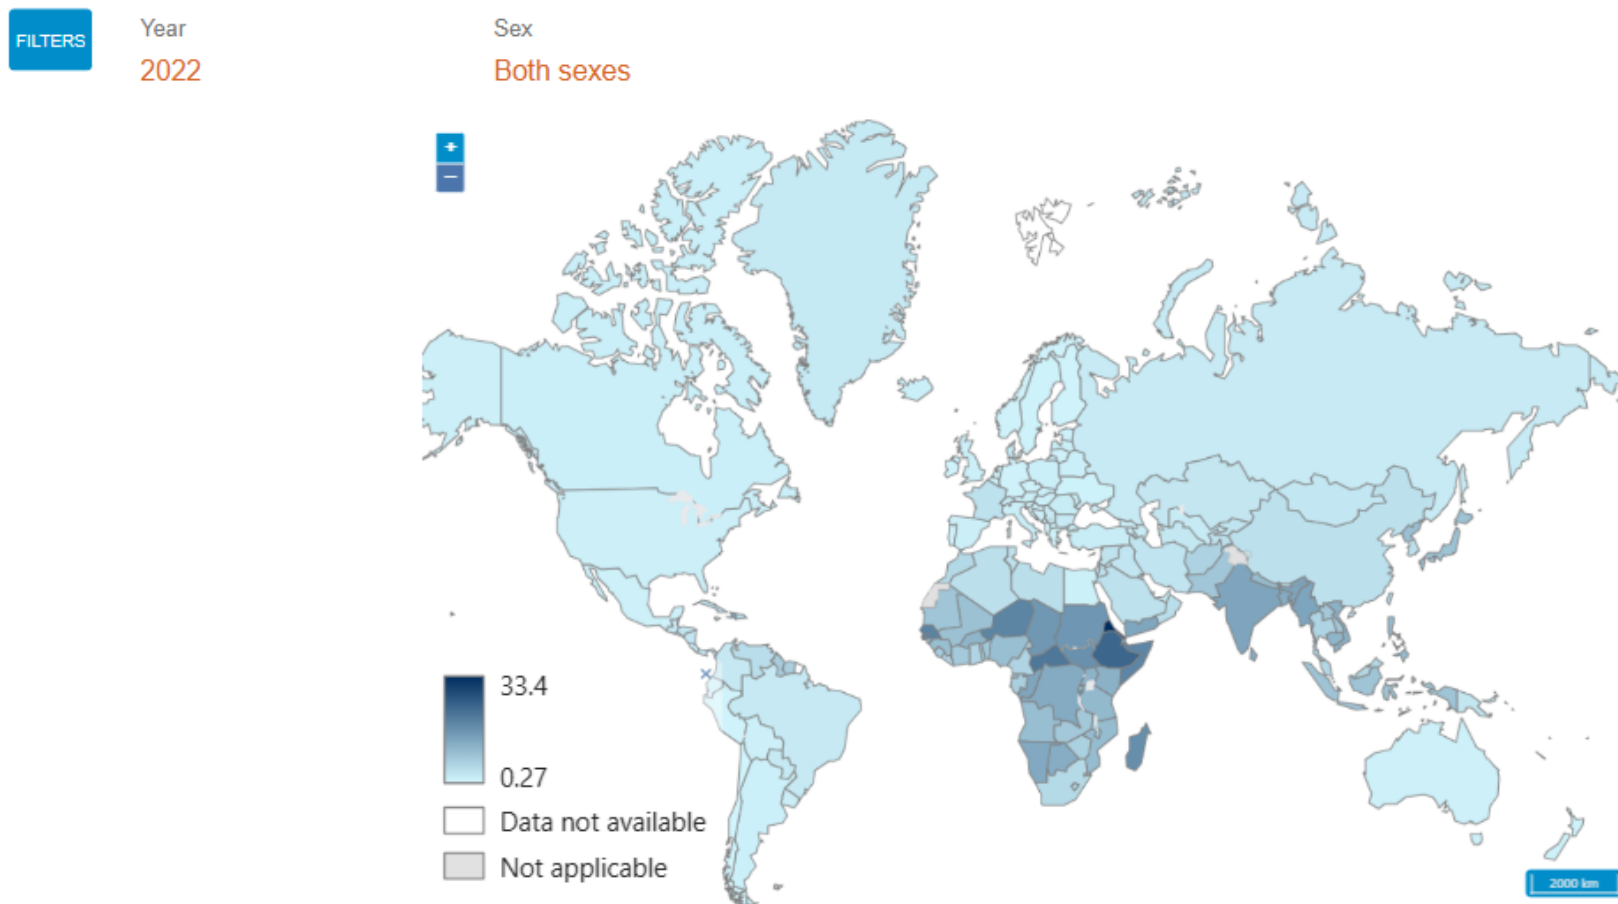 FILTERS
Year
2022
Sex
Both sexes
+
−
33.4
0.27
Data not available
Not applicable
2000 km